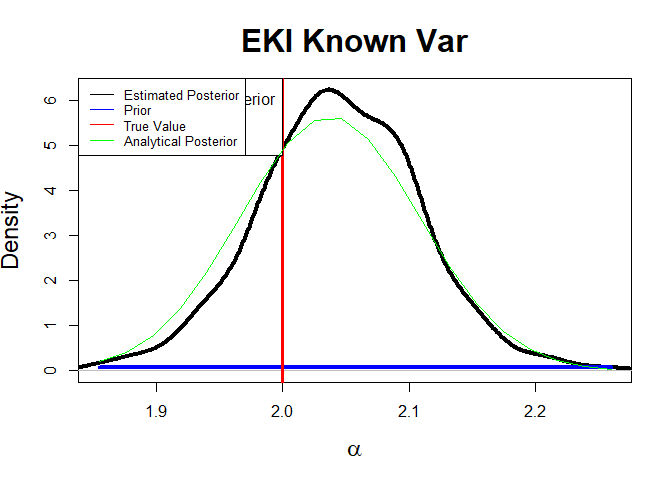 EKI Known Var
Estimated Posterior
Prior
True Value
Analytical Posterior
erior
Density
6
5
4
3
2
1
0
1.9 2.0 2.1 2.2
α